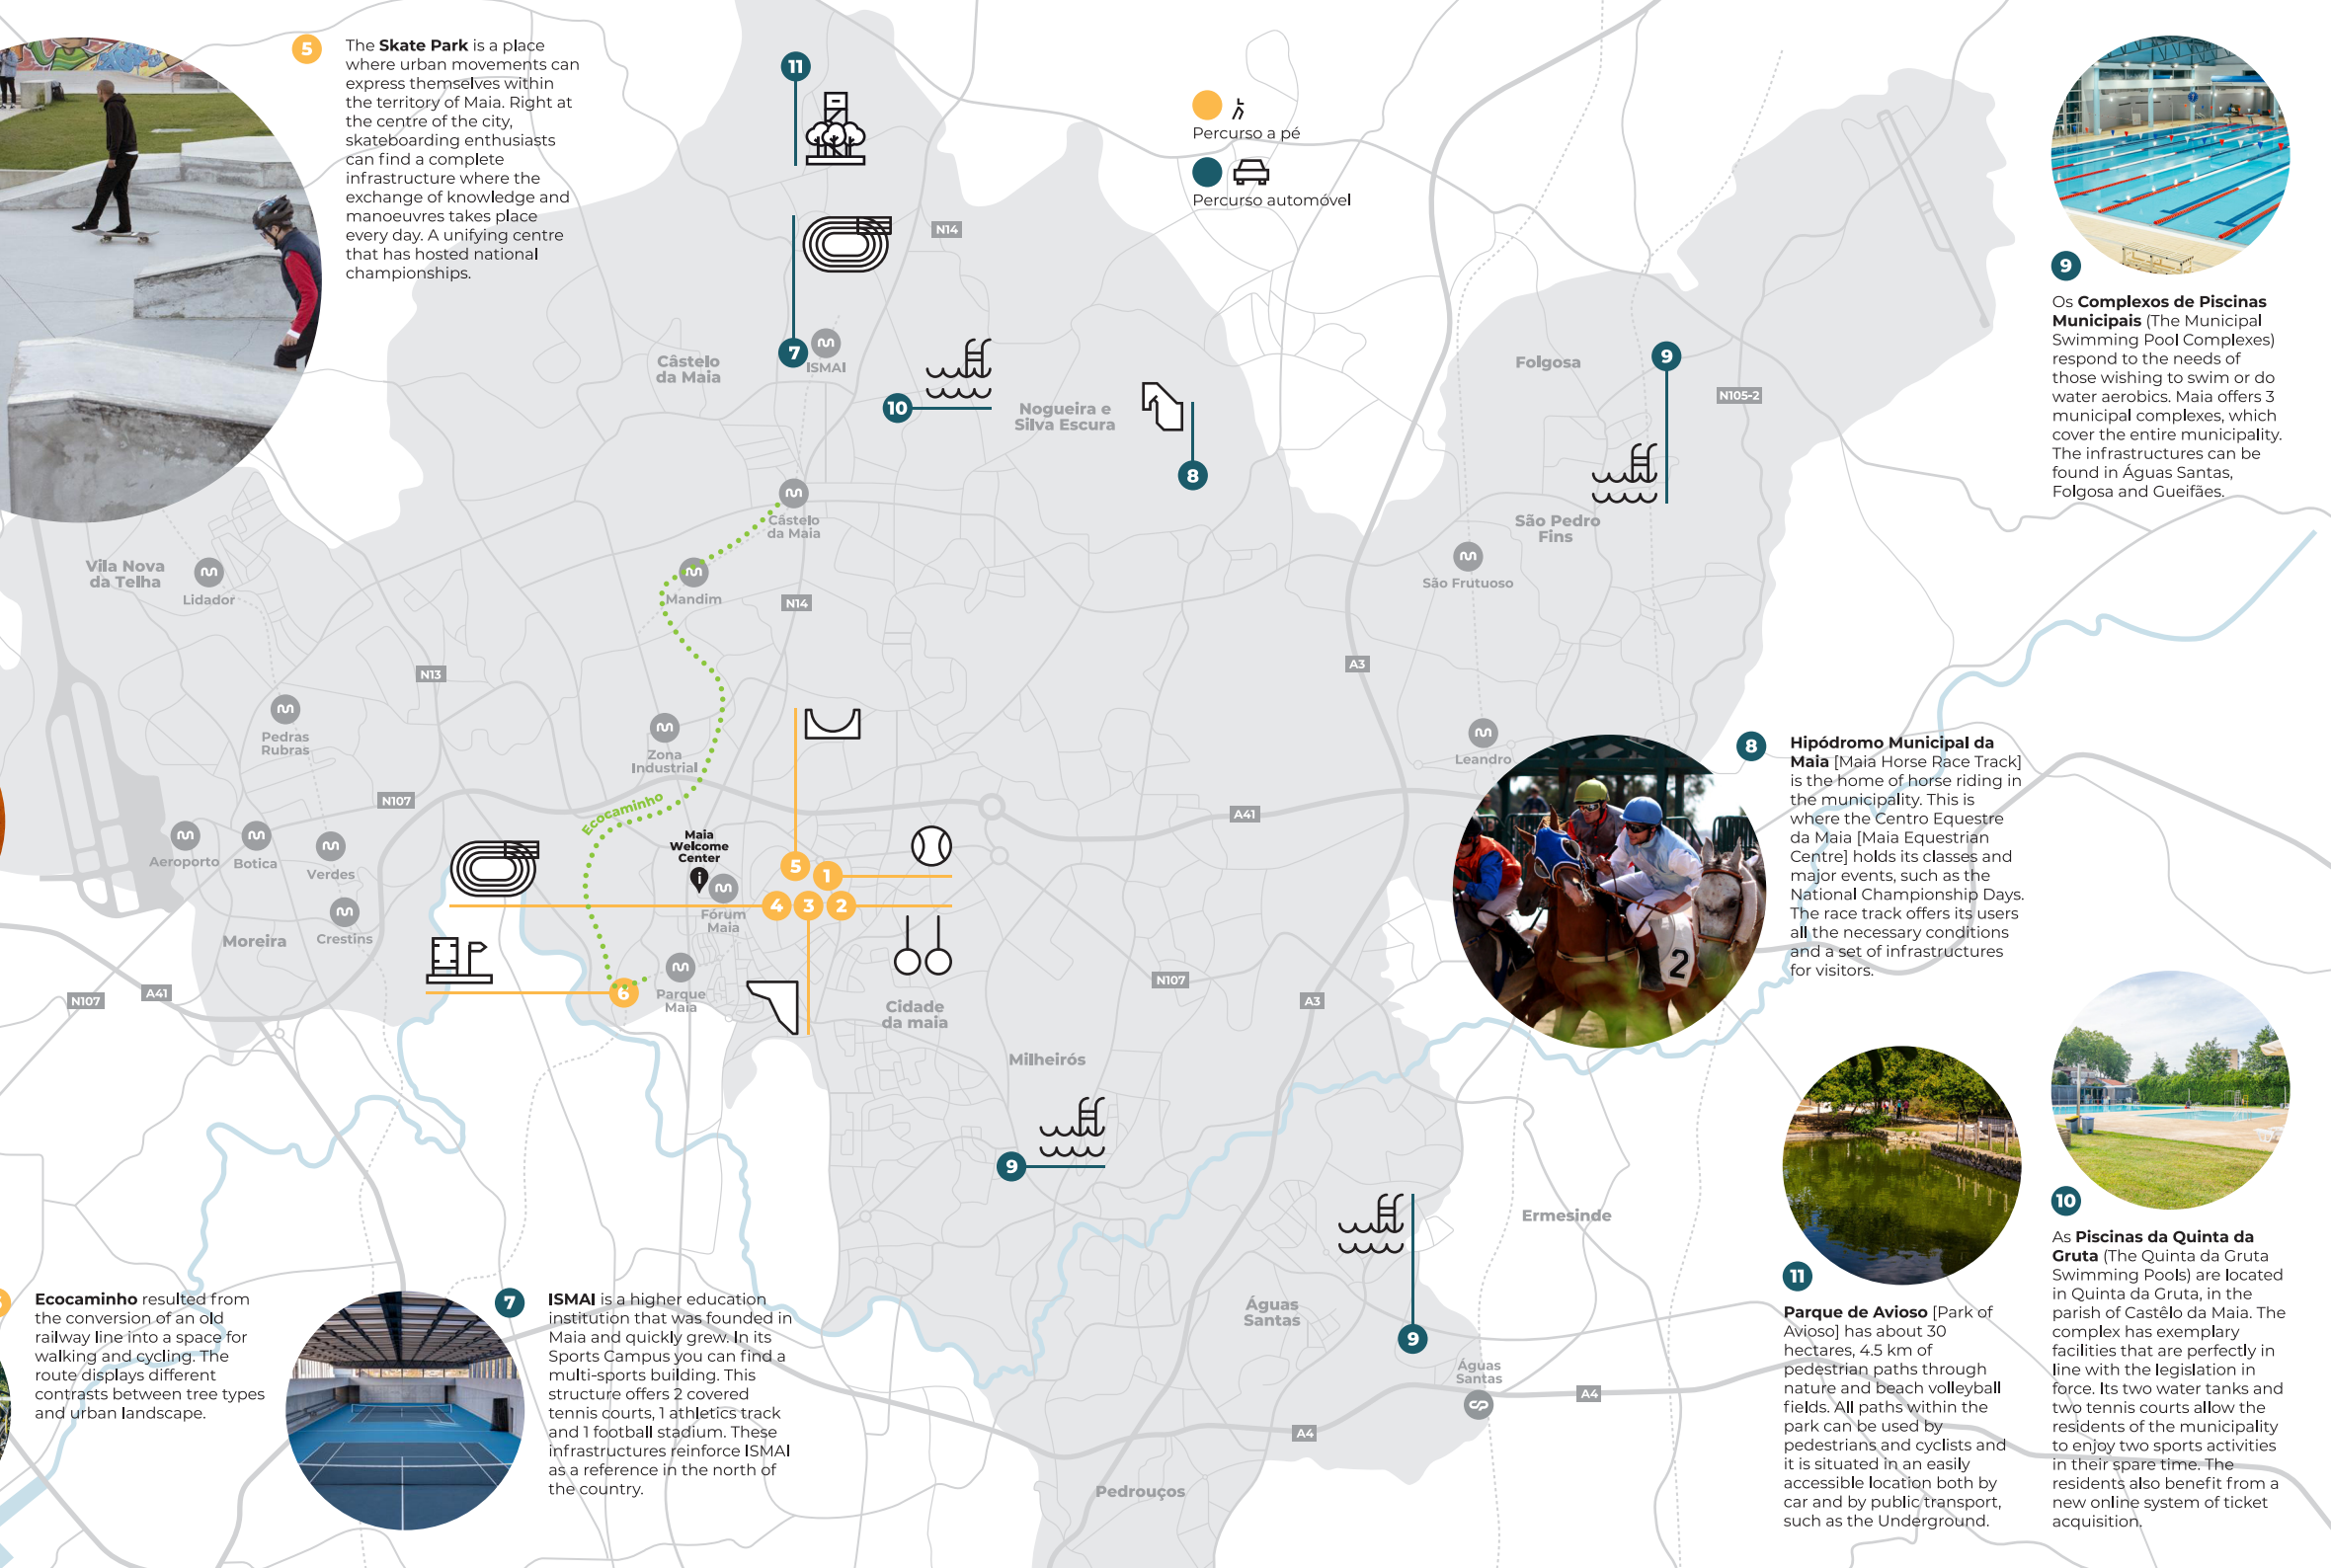 5
The Skate Park is a place
where urban movements can
express themselves within
the territory of Maia. Right at
the centre of the city,
skateboarding enthusiasts
can find a complete
infrastructure where the
exchange of knowledge and
manoeuvres takes place
every day. A unifying centre
that has hosted national
championships.
11
Percurso a pé
Percurso automóvel
N14
7
ISMAI
Câstelo
da Maia
10
Nogueira e
Silva Escura
8
Folgosa
9
N105-2
São Pedro
Fins
São Frutuoso
Leandro
9
Os Complexos de Piscinas
Municipais (The Municipal
Swimming Pool Complexes)
respond to the needs of
those wishing to swim or do
water aerobics. Maia offers 3
municipal complexes, which
cover the entire municipality.
The infrastructures can be
found in Águas Santas,
Folgosa and Gueifães.
Câstelo
da Maia
Vila Nova
da Telha
Lidador
Mandim
N14
N13
A3
Pedras
Rubras
Zona
Industrial
N107
Ecocaminho
A41
Aeroporto
Botica
Verdes
Crestins
Moreira
Maia
Welcome
Center
i
Fórum
Maia
5
1
4
3
2
6
Parque
Maia
Cidade
da maia
N107
A41
N107
A3
Milheirós
9
8
Hipódromo Municipal da
Maia [Maia Horse Race Track]
is the home of horse riding in
the municipality. This is
where the Centro Equestre
da Maia [Maia Equestrian
Centre] holds its classes and
major events, such as the
National Championship Days.
The race track offers its users
all the necessary conditions
and a set of infrastructures
for visitors.
2
Ermesinde
Águas
Santas
9
Águas
Santas
A4
A4
Pedrouços
6
Ecocaminho resulted from
the conversion of an old
railway line into a space for
walking and cycling. The
route displays different
contrasts between tree types
and urban landscape.
7
ISMAI is a higher education
institution that was founded in
Maia and quickly grew. In its
Sports Campus you can find a
multi-sports building. This
structure offers 2 covered
tennis courts, 1 athletics track
and 1 football stadium. These
infrastructures reinforce ISMAI
as a reference in the north of
the country.
11
Parque de Avioso [Park of
Avioso] has about 30
hectares, 4.5 km of
pedestrian paths through
nature and beach volleyball
fields. All paths within the
park can be used by
pedestrians and cyclists and
it is situated in an easily
accessible location both by
car and by public transport,
such as the Underground.
10
As Piscinas da Quinta da
Gruta (The Quinta da Gruta
Swimming Pools) are located
in Quinta da Gruta, in the
parish of Castêlo da Maia. The
complex has exemplary
facilities that are perfectly in
line with the legislation in
force. Its two water tanks and
two tennis courts allow the
residents of the municipality
to enjoy two sports activities
in their spare time. The
residents also benefit from a
new online system of ticket
acquisition.